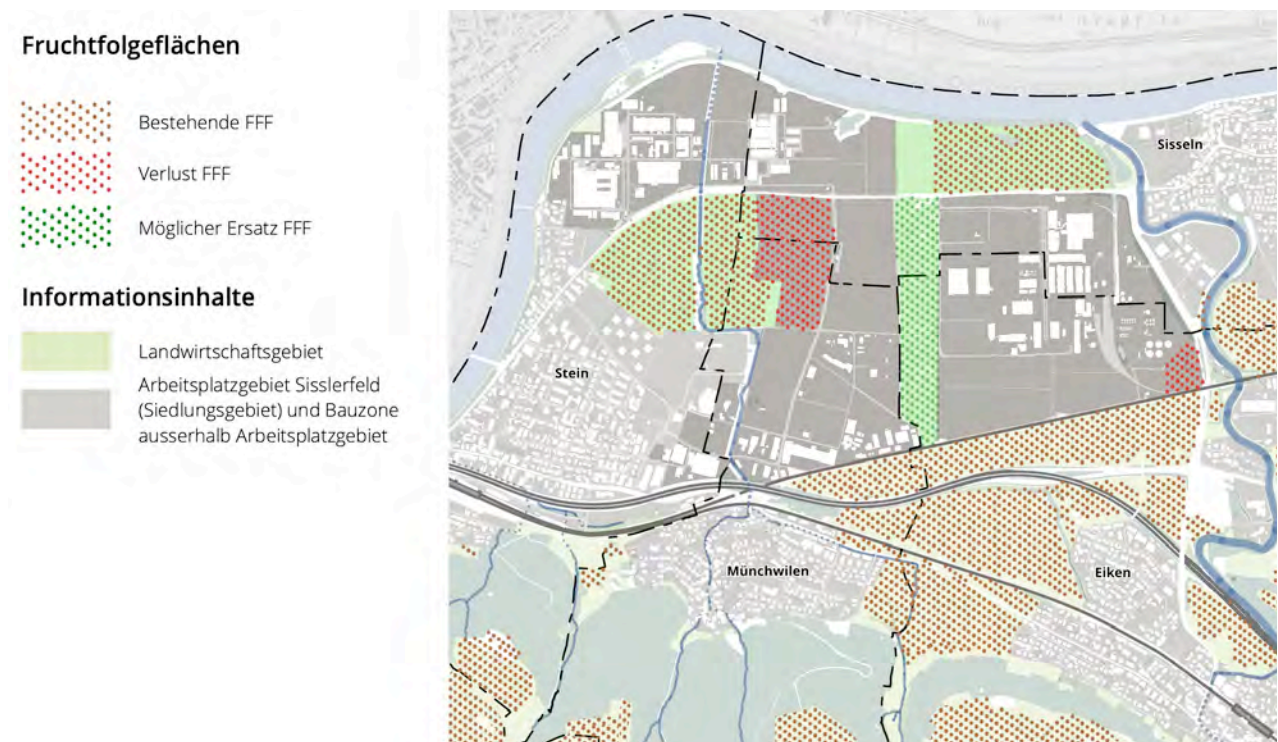 Fruchtfolgeflächen
Bestehende FFF
Verlust FFF
Möglicher Ersatz FFF
Informationsinhalte
Landwirtschaftsgebiet
Arbeitsplatzgebiet Sisslerfeld
(Siedlungsgebiet) und Bauzone
ausserhalb Arbeitsplatzgebiet
Sisseln
Stein
Münchwilen
Eiken